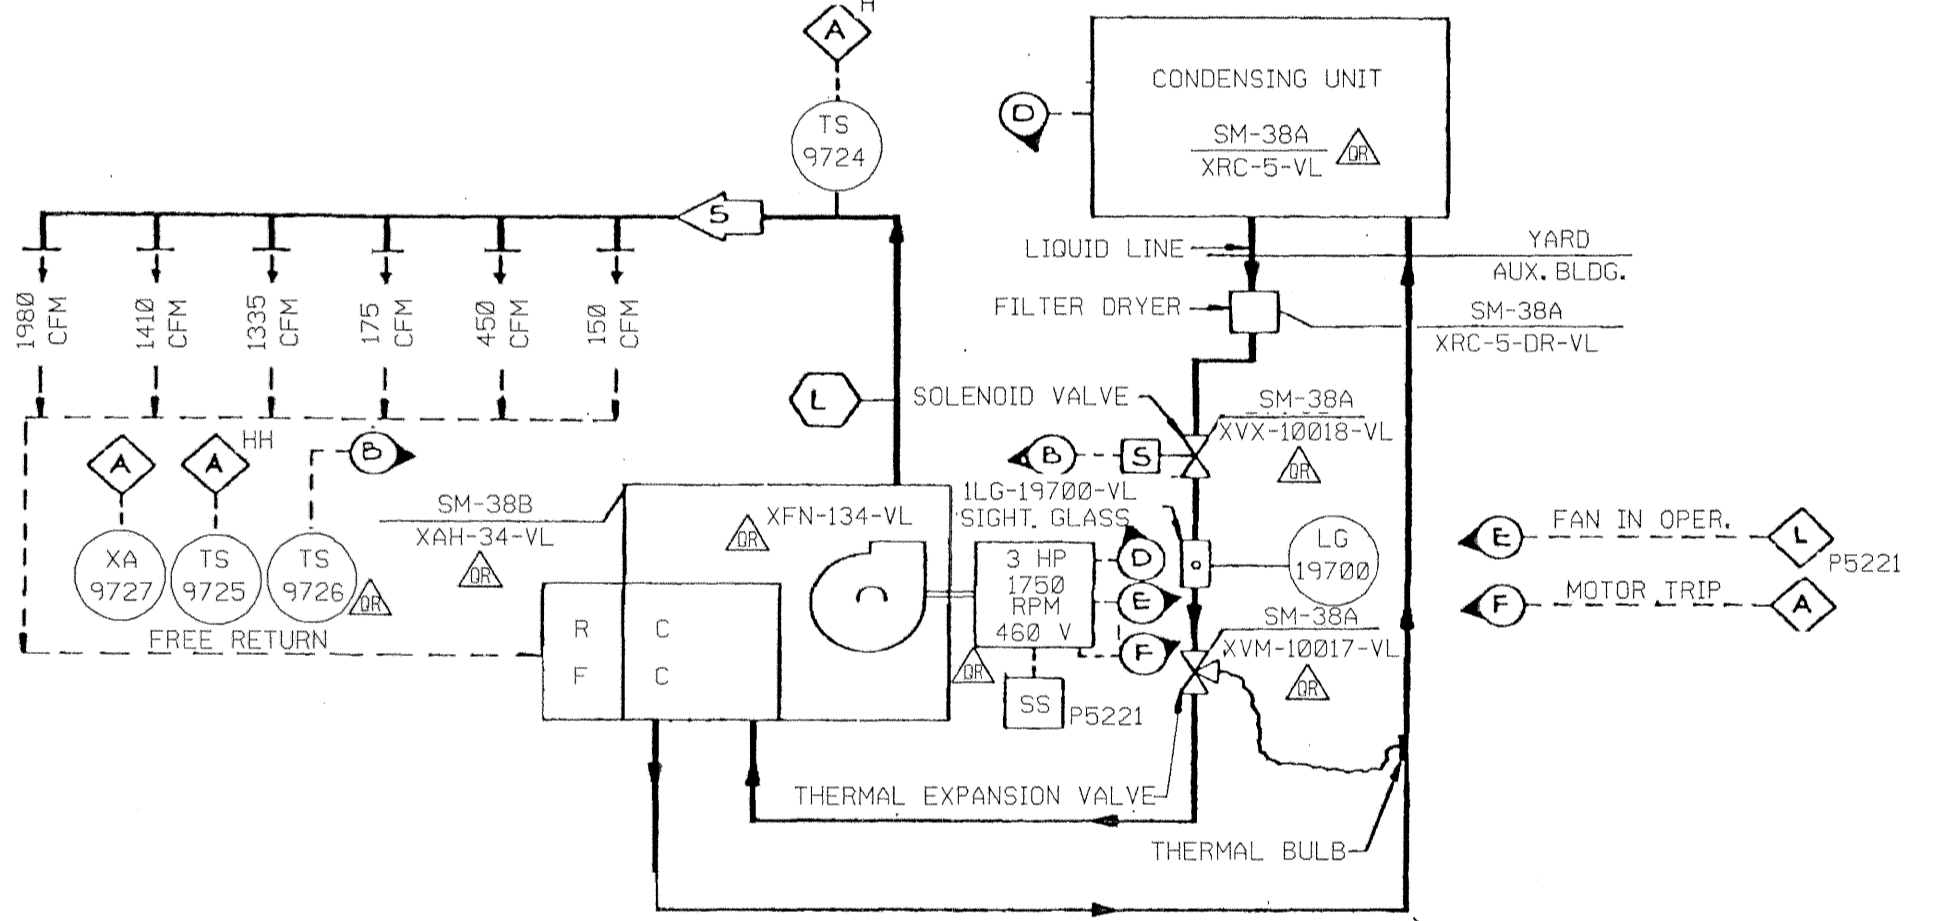 H
A
TS
9724
S
CONDENSING UNIT
SM-38A
XRC-5-VL
QR
D
LIQUID LINE
YARD
AUX. BLDG.
FILTER DRYER
SM-38A
XRC-5-DR-VL
1980 CFM
1410 CFM
1335 CFM
175 CFM
450 CFM
150 CFM
L
SOLENOID VALVE
SM-38A
XVX-10018-VL
QR
B
S
A
A
HH
B
1LG-19700-VL
SIGHT. GLASS
SM-38B
XAH-34-VL
QR
XFN-134-VL
QR
XA
9727
TS
9725
TS
9726
QR
FREE RETURN
3 HP
1750
RPM
460 V
QR
D
E
F
LG
19700
SM-38A
XVM-10017-VL
QR
E
FAN IN OPER.
L
P5221
F
MOTOR TRIP
A
R
F
C
C
SS
P5221
THERMAL EXPANSION VALVE
THERMAL BULB